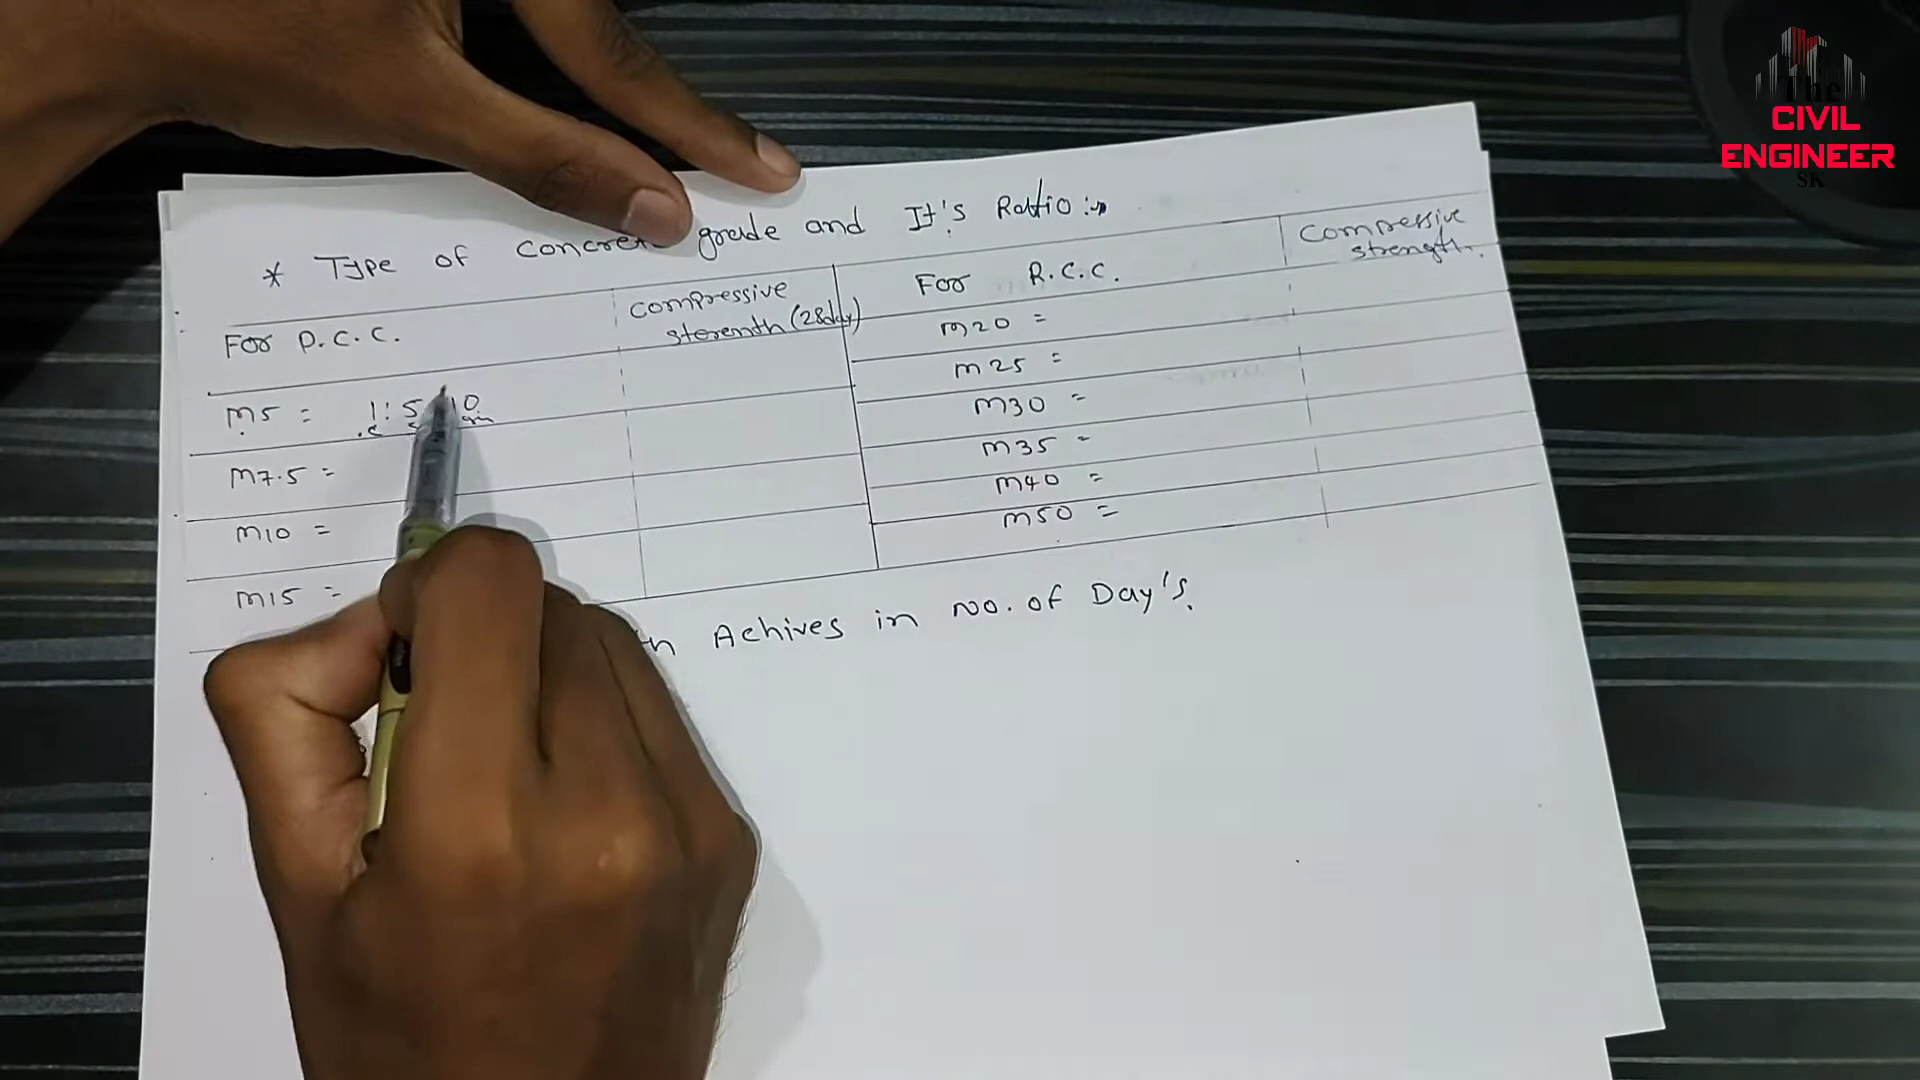 The
CIVIL
ENGINEER
SK
* Type of concrete grade and It's Ratio :-
For P.C.C.
compressive
sterenth (28day)
For R.C.C.
compressive
strength.
M5 = 1:5 10
M7.5 =
M10 =
M15 =
M20 =
M25 =
M30 =
M35 =
M40 =
M50 =
Achives in No. of Day's.